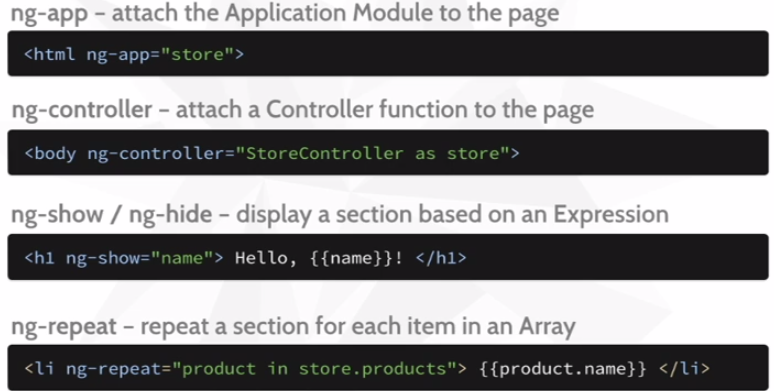 ng-app – attach the Application Module to the page
<html ng-app="store">
ng-controller – attach a Controller function to the page
<body ng-controller="StoreController as store">
ng-show / ng-hide – display a section based on an Expression
<h1 ng-show="name"> Hello, {{name}}! </h1>
ng-repeat – repeat a section for each item in an Array
<li ng-repeat="product in store.products"> {{product.name}} </li>